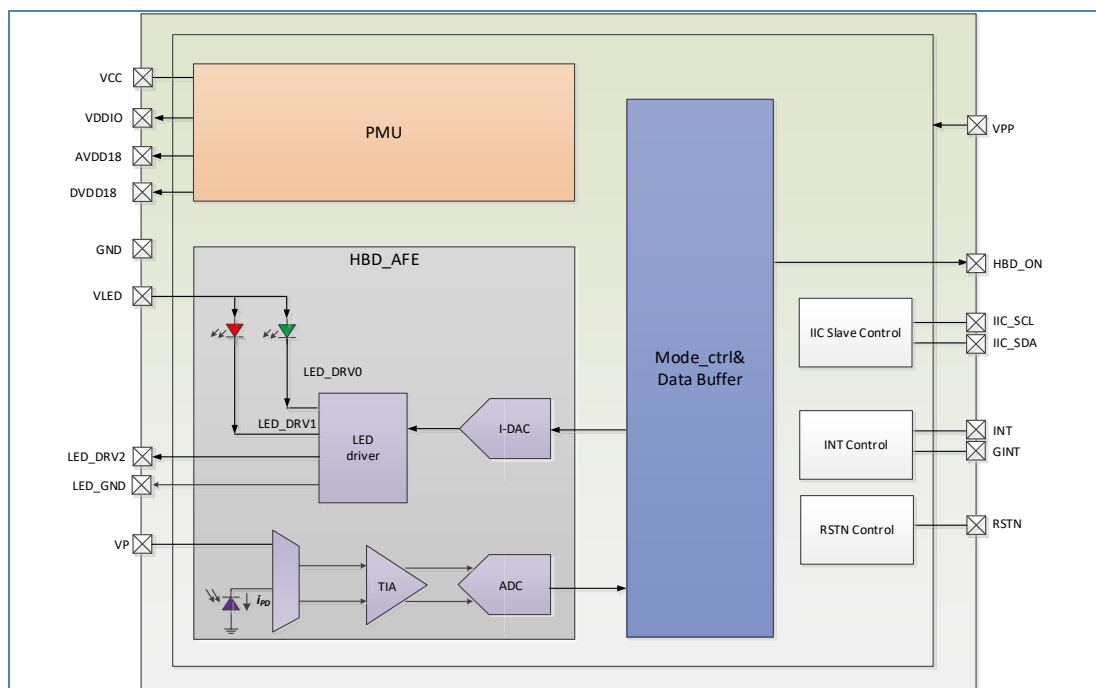 VCC
VDDIO
AVDD18
DVDD18
GND
VLED
LED_DRV2
LED_GND
VP
PMU
HBD_AFE
LED_DRV0
LED_DRV1
LED
driver
I-DAC
iPD
TIA
ADC
Mode_ctrl&
Data Buffer
IIC Slave Control
INT Control
RSTN Control
VPP
HBD_ON
IIC_SCL
IIC_SDA
INT
GINT
RSTN